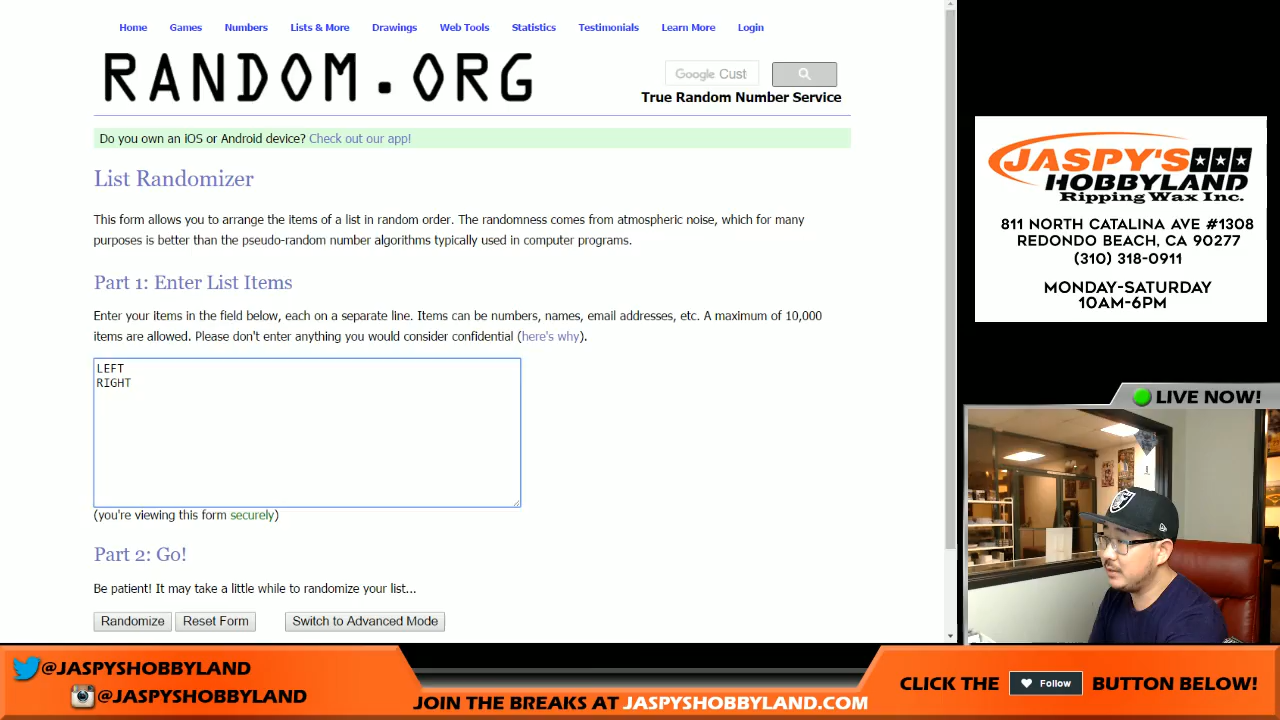 Home Games Numbers Lists & More Drawings Web Tools Statistics Testimonials Learn More Login
RANDOM.ORG
Google Cust
True Random Number Service
Do you own an iOS or Android device? Check out our app!
List Randomizer
This form allows you to arrange the items of a list in random order. The randomness comes from atmospheric noise, which for many
purposes is better than the pseudo-random number algorithms typically used in computer programs.
Part 1: Enter List Items
Enter your items in the field below, each on a separate line. Items can be numbers, names, email addresses, etc. A maximum of 10,000
items are allowed. Please don't enter anything you would consider confidential (here's why).
LEFT
RIGHT
(you're viewing this form securely)
Part 2: Go!
Be patient! It may take a little while to randomize your list...
Randomize Reset Form Switch to Advanced Mode
JASPY'S
HOBBYLAND
Ripping Wax Inc.
811 NORTH CATALINA AVE #1308
REDONDO BEACH, CA 90277
(310) 318-0911
MONDAY-SATURDAY
10AM-6PM
LIVE NOW!
@JASPYSHOBBYLAND
@JASPYSHOBBYLAND
JOIN THE BREAKS AT JASPYSHOBBYLAND.COM
CLICK THE Follow BUTTON BELOW!